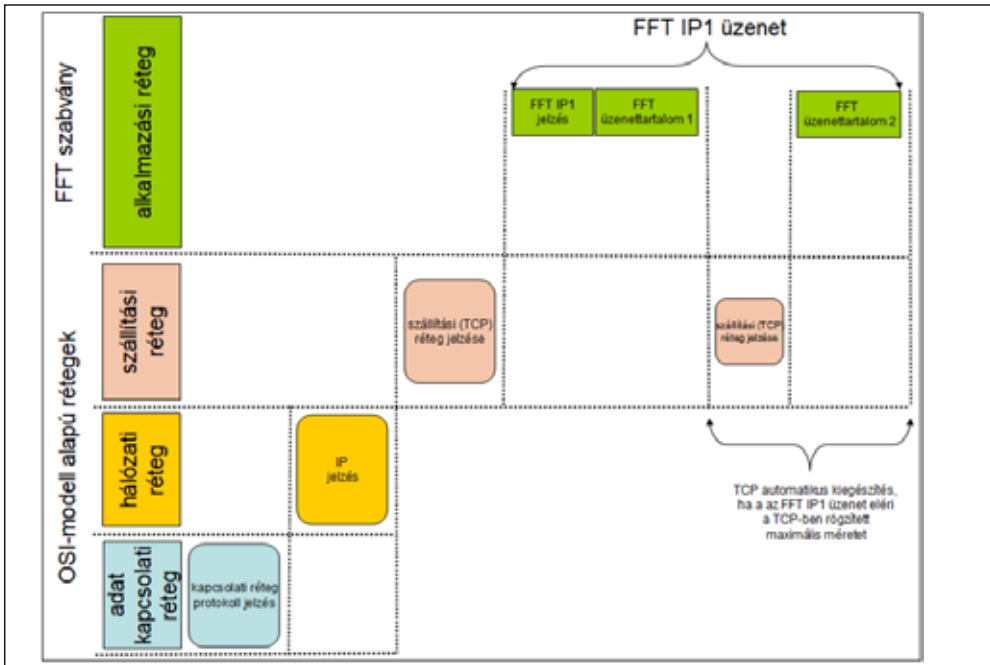 FFT IP1 üzenet
FFT szabvány
alkalmazási réteg
FFT IP1
jelzés
FFT
üzenettartalom 1
FFT
üzenettartalom 2
OSI-modell alapú rétegek
szállítási
réteg
szállítási (TCP)
réteg jelzése
szállítási (TCP)
réteg jelzése
hálózati
réteg
IP
jelzés
TCP automatikus kiegészítés,
ha a az FFT IP1 üzenet eléri
a TCP-ben rögzített
maximális méretet
adat
kapcsolati
réteg
kapcsolati réteg
protokoll jelzés